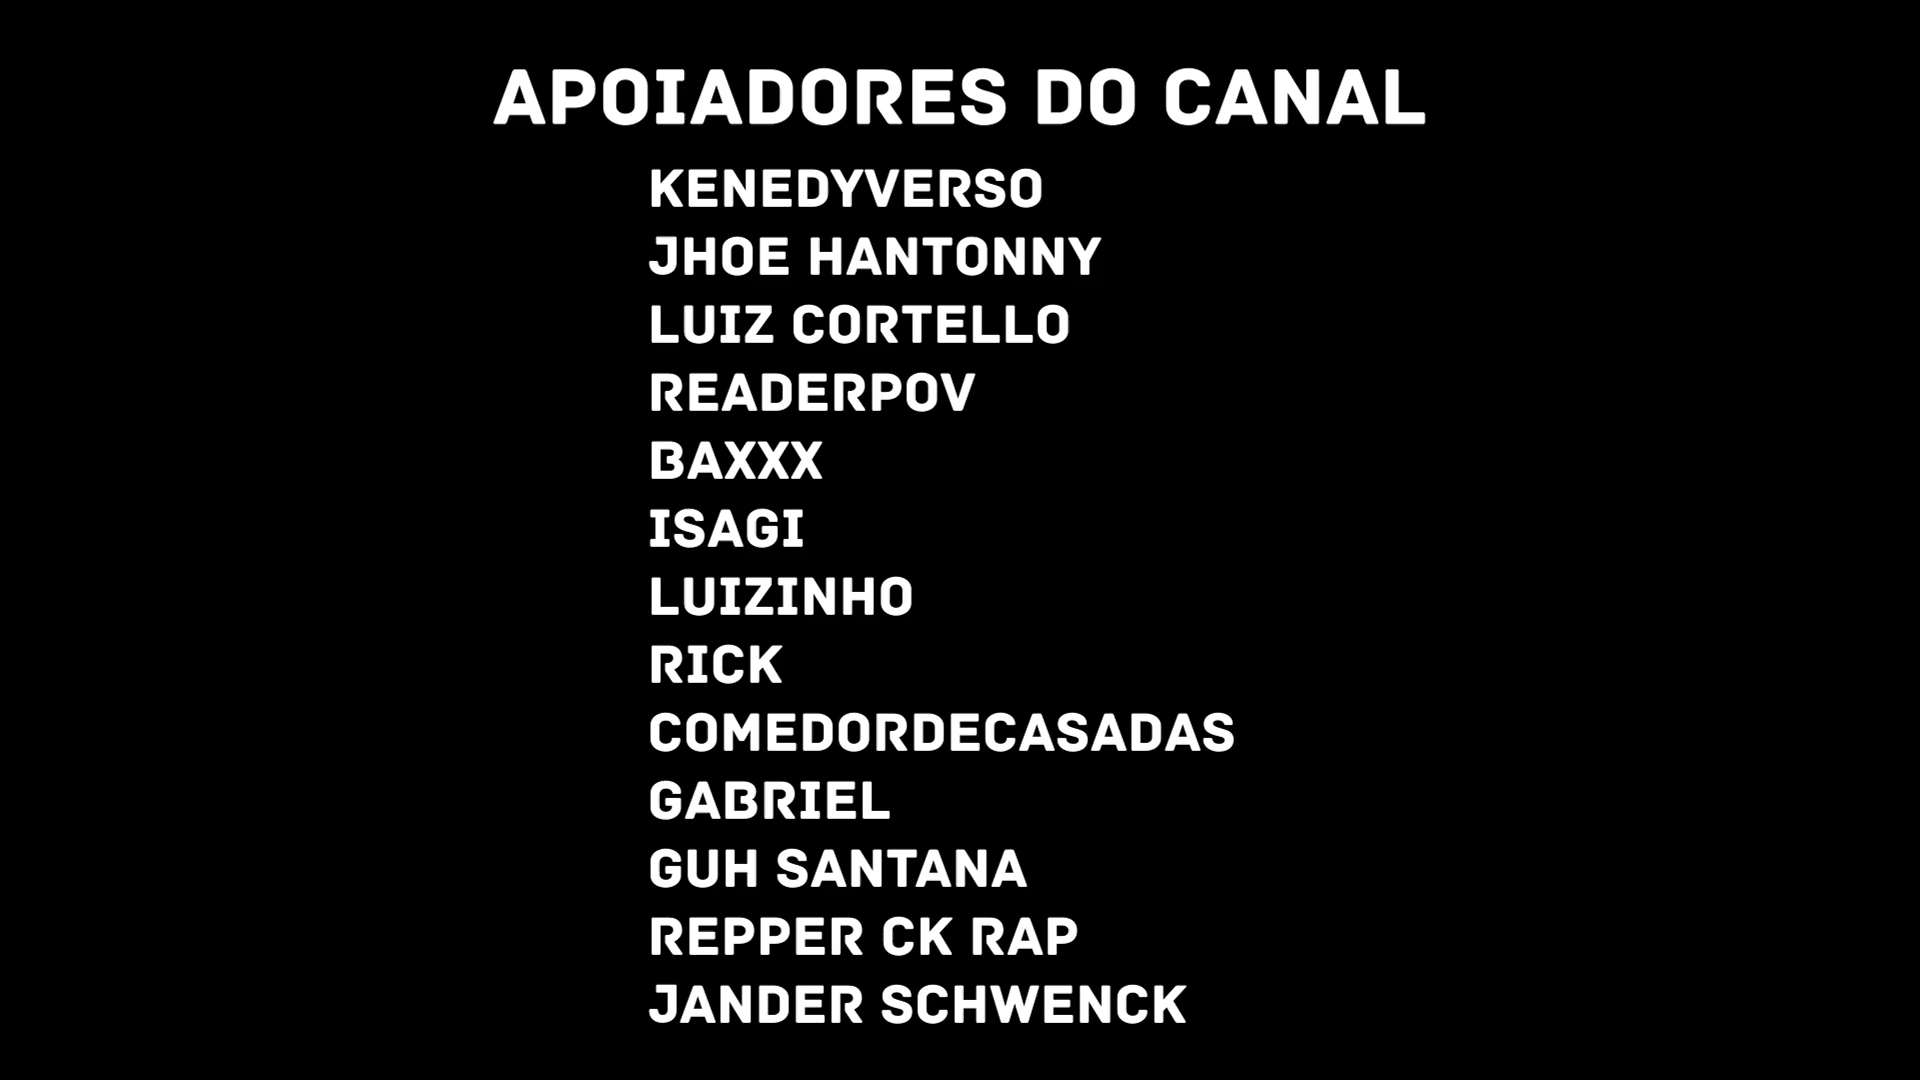 APOIADORES DO CANAL
KENEDYVERSO
JHOE HANTONNY
LUIZ CORTELLO
READERPOV
BAXXX
ISAGI
LUIZINHO
RICK
COMEDORDECASADAS
GABRIEL
GUH SANTANA
REPPER CK RAP
JANDER SCHWENCK